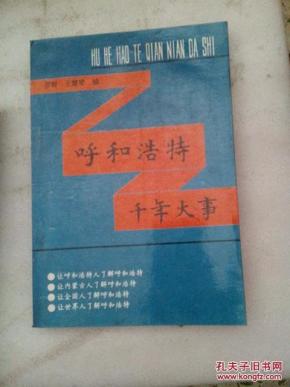 HU HE HAO-TE QIAN NIAN DA SHI
编
呼和浩特
千年大事
●让呼和浩特人了解呼和浩特
●让内蒙古人了解呼和浩特
●让全国人了解呼和浩特
●让世界人了解呼和浩特
孔夫子旧书网